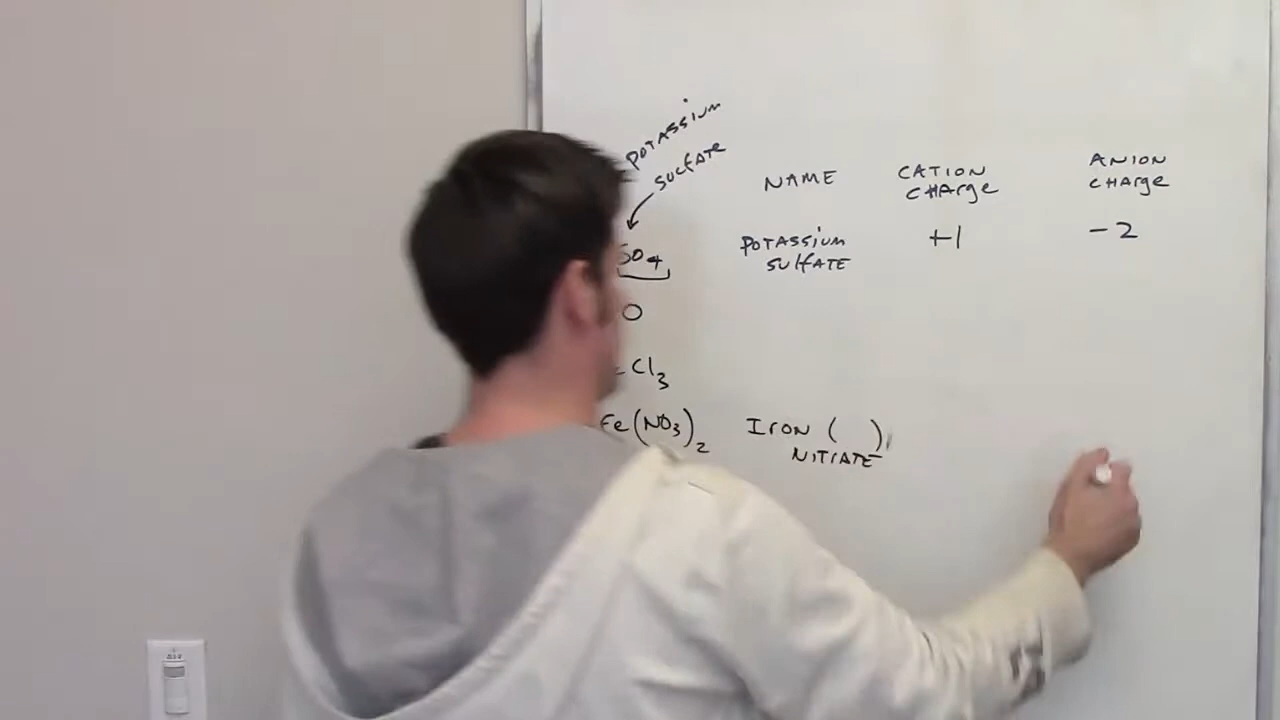 POTASSIUM
SULFATE
NAME
CATION
CHARGE
ANION
CHARGE
SO4
POTASSIUM
SULFATE
+1
-2
O
Cl3
Fe(NO3)2
IRON ( )
NITRATE